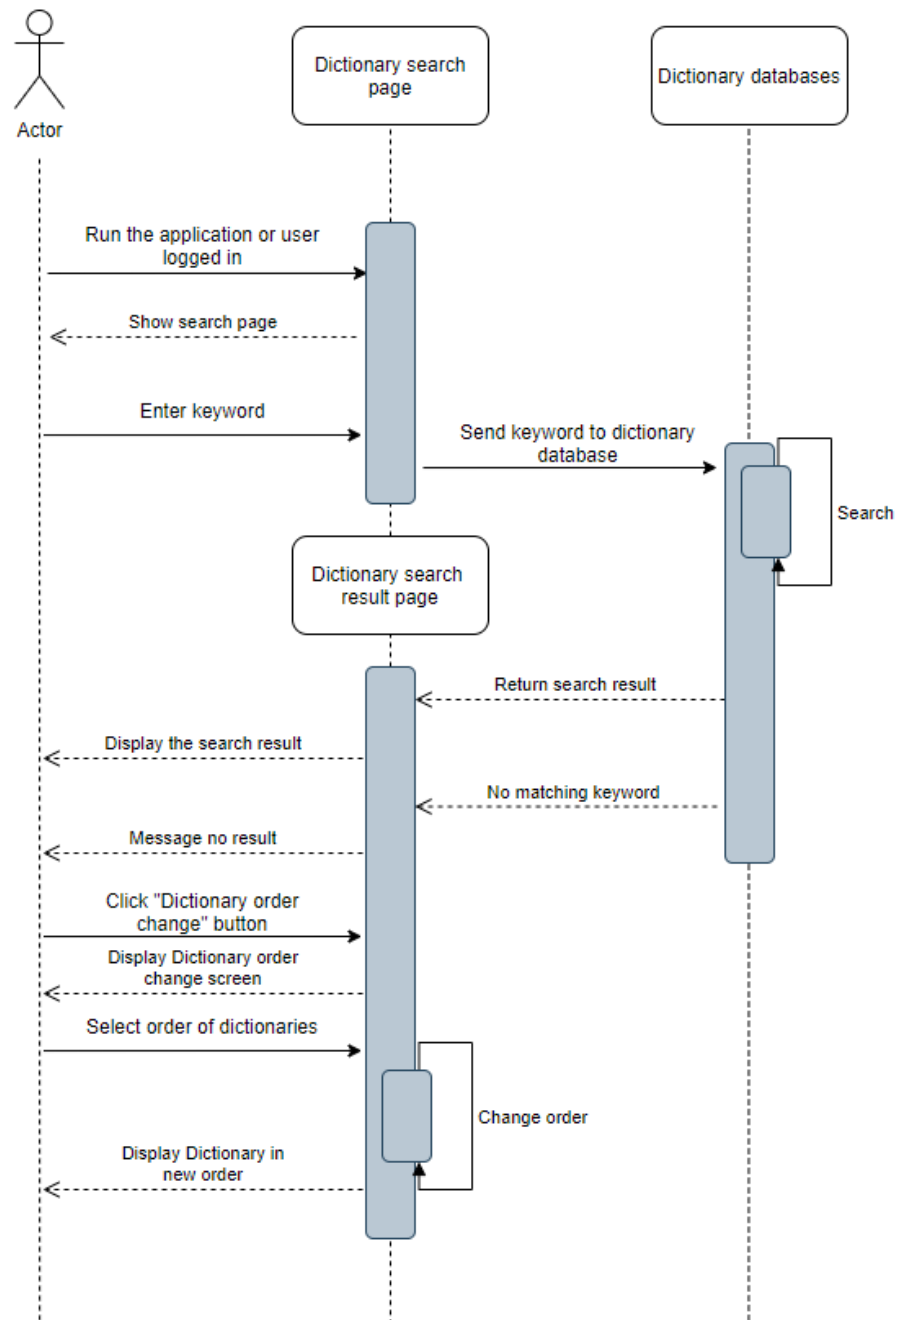 Dictionary search
page
Dictionary databases
Actor
Run the application or user
logged in
Show search page
Enter keyword
Send keyword to dictionary
database
Search
Dictionary search
result page
Return search result
Display the search result
No matching keyword
Message no result
Click "Dictionary order
change" button
Display Dictionary order
change screen
Select order of dictionaries
Change order
Display Dictionary in
new order